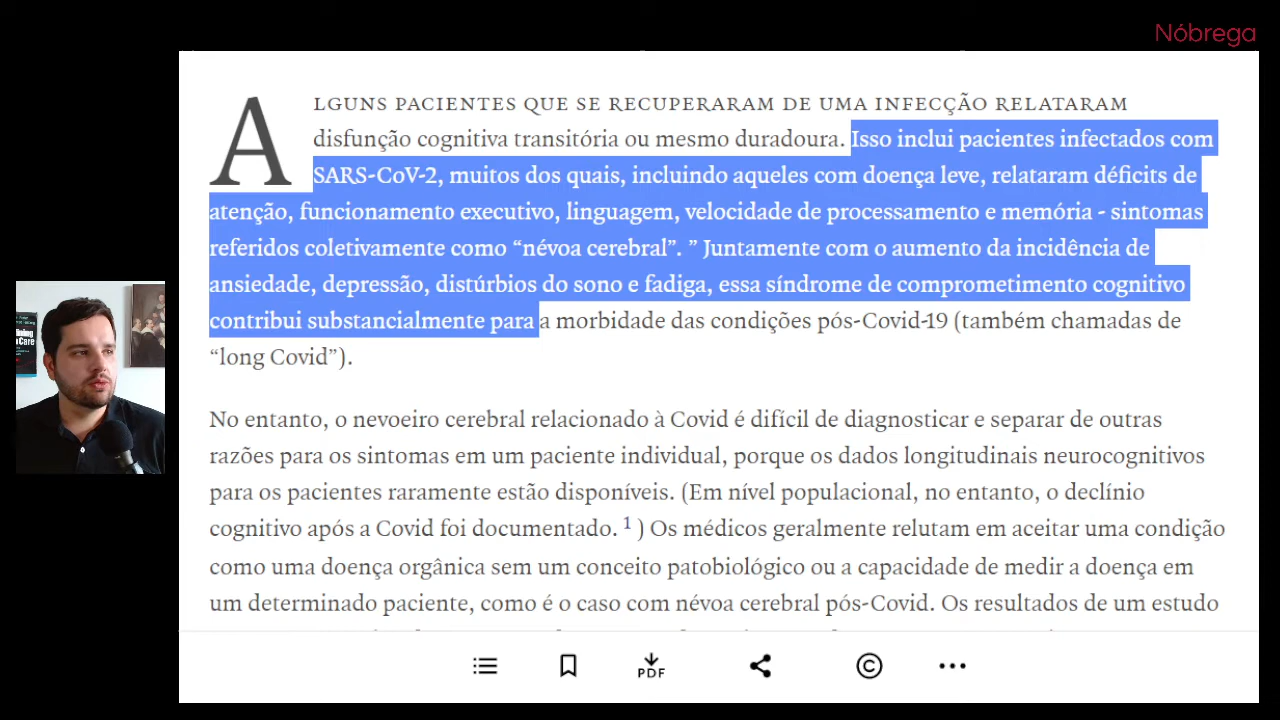 Nóbrega
ALGUNS PACIENTES QUE SE RECUPERARAM DE UMA INFECÇÃO RELATARAM
disfunção cognitiva transitória ou mesmo duradoura. Isso inclui pacientes infectados com
SARS-CoV-2, muitos dos quais, incluindo aqueles com doença leve, relataram déficits de
atenção, funcionamento executivo, linguagem, velocidade de processamento e memória - sintomas
referidos coletivamente como “névoa cerebral”. ” Juntamente com o aumento da incidência de
ansiedade, depressão, distúrbios do sono e fadiga, essa síndrome de comprometimento cognitivo
contribui substancialmente para a morbidade das condições pós-Covid-19 (também chamadas de
“long Covid”).
No entanto, o nevoeiro cerebral relacionado à Covid é difícil de diagnosticar e separar de outras
razões para os sintomas em um paciente individual, porque os dados longitudinais neurocognitivos
para os pacientes raramente estão disponíveis. (Em nível populacional, no entanto, o declínio
cognitivo após a Covid foi documentado. 1 ) Os médicos geralmente relutam em aceitar uma condição
como uma doença orgânica sem um conceito patobiológico ou a capacidade de medir a doença em
um determinado paciente, como é o caso com névoa cerebral pós-Covid. Os resultados de um estudo
PDF